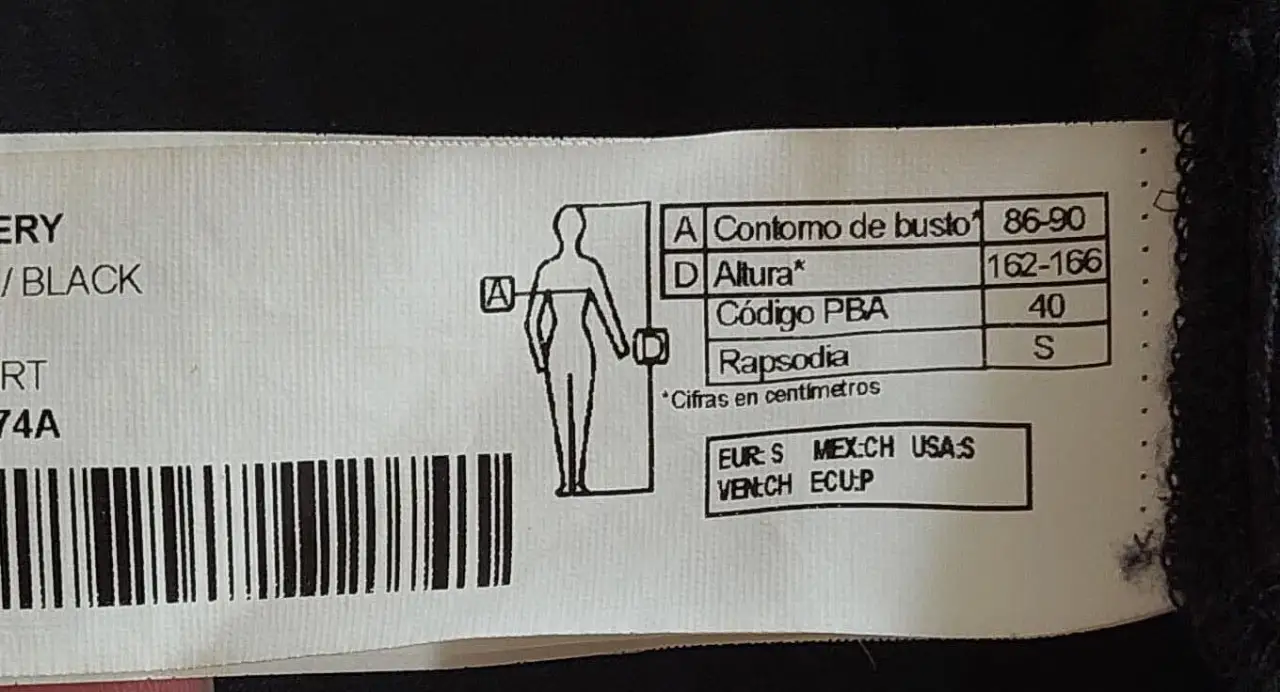 ERY
/ BLACK
RT
74A
A
D
A Contorno de busto* 86-90
D Altura* 162-166
Código PBA 40
Rapsodia S
*Cifras en centímetros
EUR: S MEX:CH USA:S
VEN:CH ECU:P